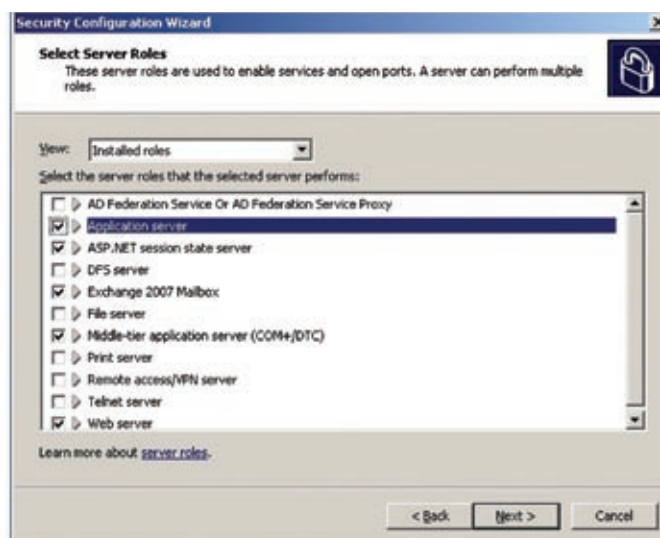 Security Configuration Wizard
Select Server Roles
These server roles are used to enable services and open ports. A server can perform multiple
roles.
View: Installed roles
Select the server roles that the selected server performs:
AD Federation Service Or AD Federation Service Proxy
Application server
ASP.NET session state server
DFS server
Exchange 2007 Mailbox
File server
Middle-tier application server (COM+/DTC)
Print server
Remote access/VPN server
Telnet server
Web server
Learn more about server roles.
< Back Next > Cancel